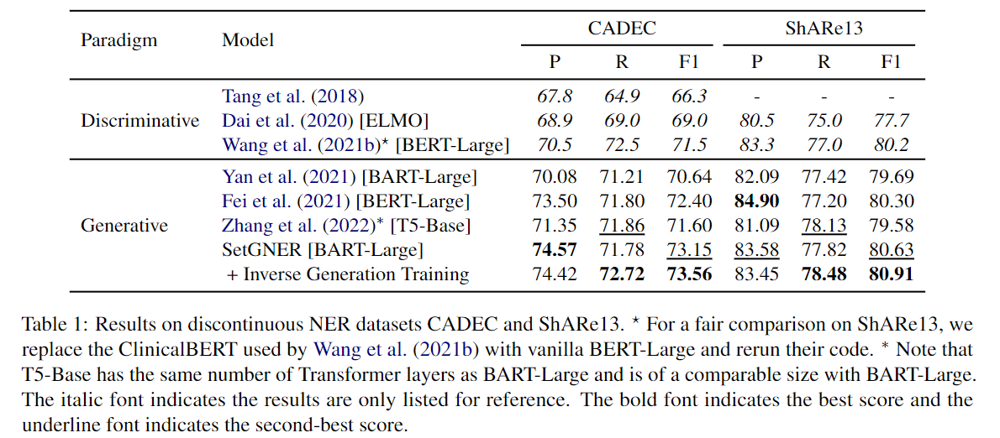 Paradigm Model CADEC ShARe13
P R F1 P R F1
Discriminative
Tang et al. (2018) 67.8 64.9 66.3 - - -
Dai et al. (2020) [ELMO] 68.9 69.0 69.0 80.5 75.0 77.7
Wang et al. (2021b)⋆ [BERT-Large] 70.5 72.5 71.5 83.3 77.0 80.2
Generative
Yan et al. (2021) [BART-Large] 70.08 71.21 70.64 82.09 77.42 79.69
Fei et al. (2021) [BERT-Large] 73.50 71.80 72.40 84.90 77.20 80.30
Zhang et al. (2022)* [T5-Base] 71.35 71.86 71.60 81.09 78.13 79.58
SetGNER [BART-Large] 74.57 71.78 73.15 83.58 77.82 80.63
+ Inverse Generation Training 74.42 72.72 73.56 83.45 78.48 80.91
Table 1: Results on discontinuous NER datasets CADEC and ShARe13. ⋆ For a fair comparison on ShARe13, we
replace the ClinicalBERT used by Wang et al. (2021b) with vanilla BERT-Large and rerun their code. * Note that
T5-Base has the same number of Transformer layers as BART-Large and is of a comparable size with BART-Large.
The italic font indicates the results are only listed for reference. The bold font indicates the best score and the
underline font indicates the second-best score.